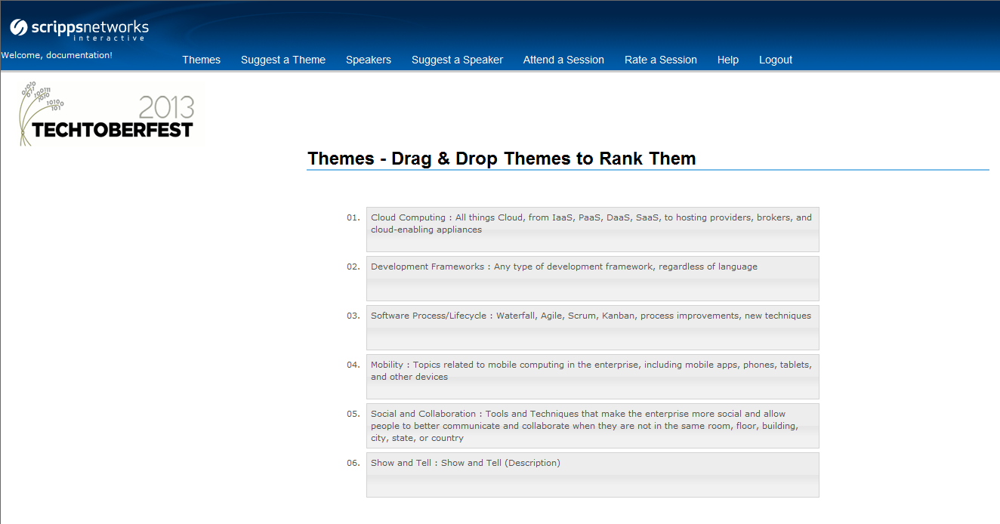 scrippsnetworks
interactive
Welcome, documentation!
Themes Suggest a Theme Speakers Suggest a Speaker Attend a Session Rate a Session Help Logout
01010
011
100111
1010
1010
101
2013
TECHTOBERFEST
Themes - Drag & Drop Themes to Rank Them
01. Cloud Computing : All things Cloud, from IaaS, PaaS, DaaS, SaaS, to hosting providers, brokers, and
cloud-enabling appliances
02. Development Frameworks : Any type of development framework, regardless of language
03. Software Process/Lifecycle : Waterfall, Agile, Scrum, Kanban, process improvements, new techniques
04. Mobility : Topics related to mobile computing in the enterprise, including mobile apps, phones, tablets,
and other devices
05. Social and Collaboration : Tools and Techniques that make the enterprise more social and allow
people to better communicate and collaborate when they are not in the same room, floor, building,
city, state, or country
06. Show and Tell : Show and Tell (Description)